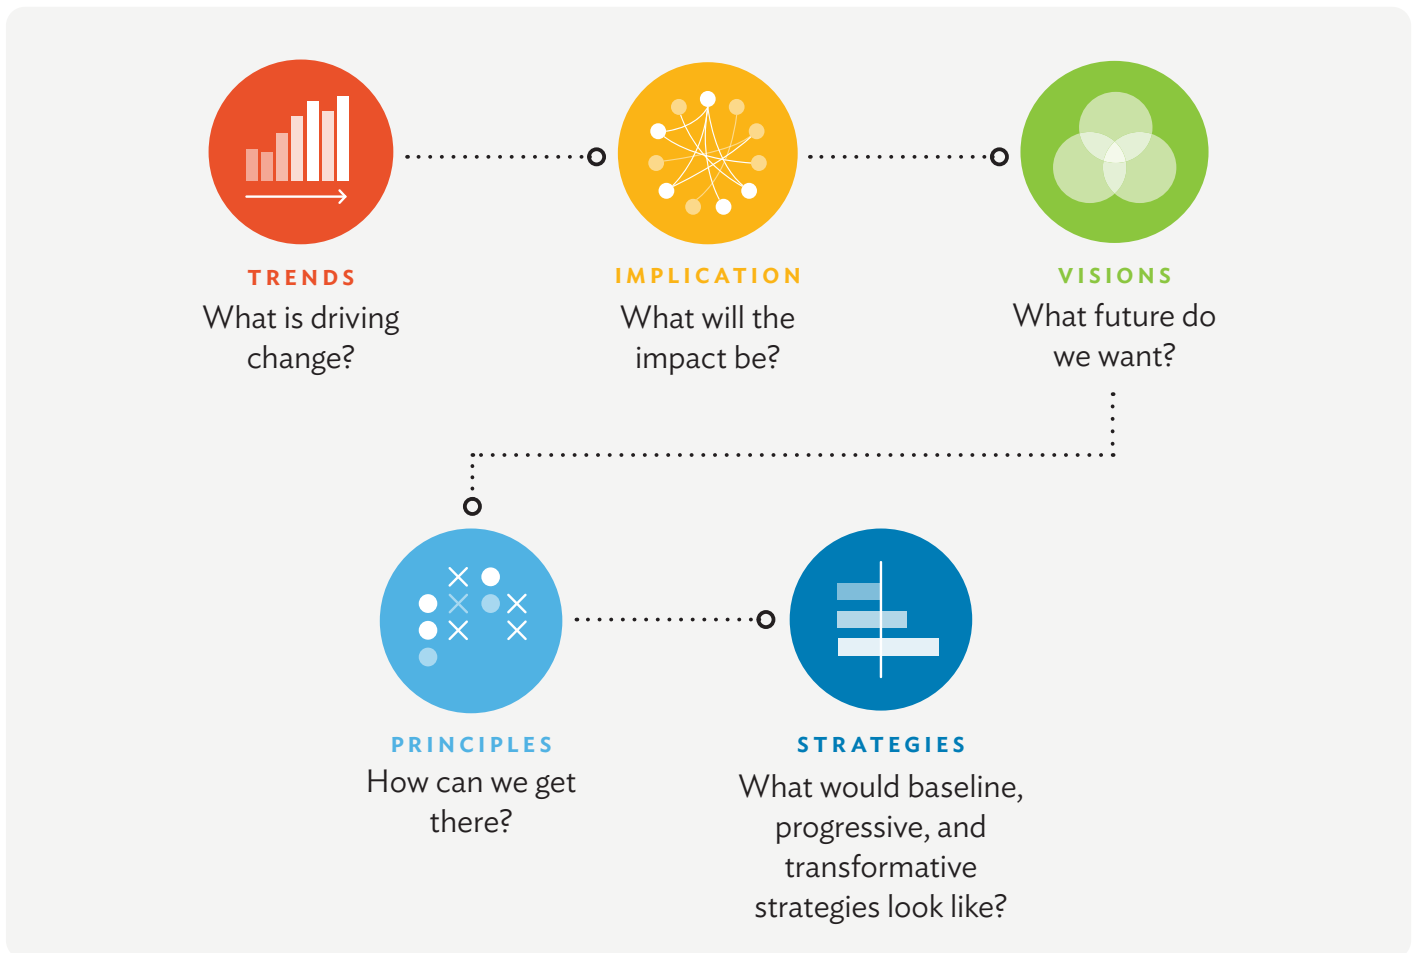 TRENDS
What is driving
change?
IMPLICATION
What will the
impact be?
VISIONS
What future do
we want?
PRINCIPLES
How can we get
there?
STRATEGIES
What would baseline,
progressive, and
transformative
strategies look like?